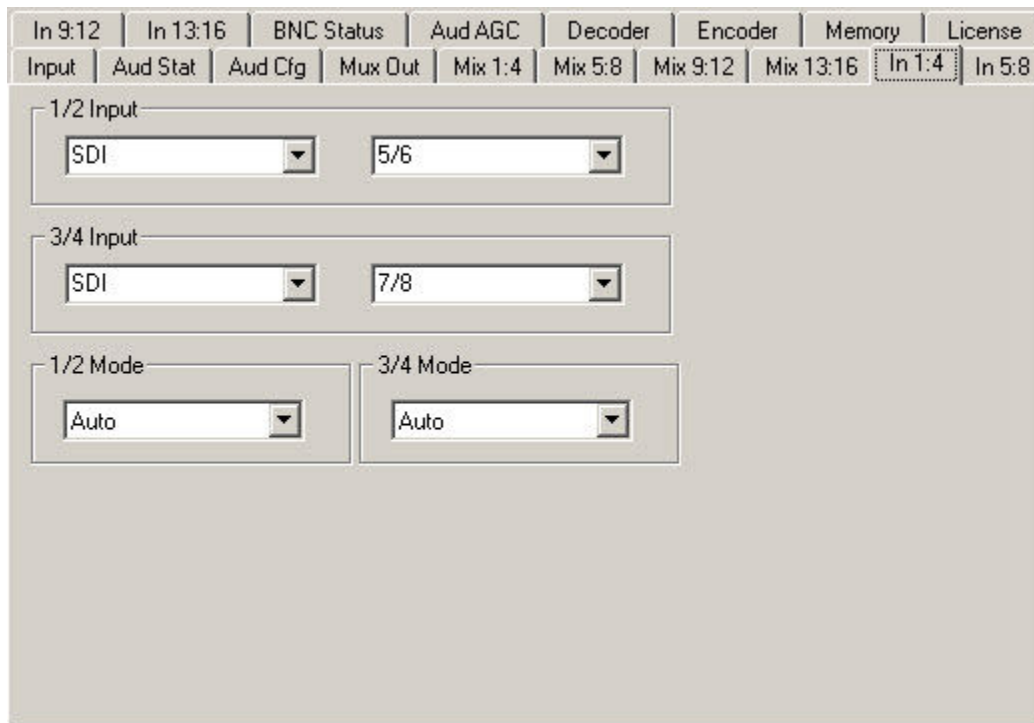 In 9:12 In 13:16 BNC Status Aud AGC Decoder Encoder Memory License
Input Aud Stat Aud Cfg Mux Out Mix 1:4 Mix 5:8 Mix 9:12 Mix 13:16 In 1:4 In 5:8
1/2 Input
SDI 5/6
3/4 Input
SDI 7/8
1/2 Mode 3/4 Mode
Auto Auto